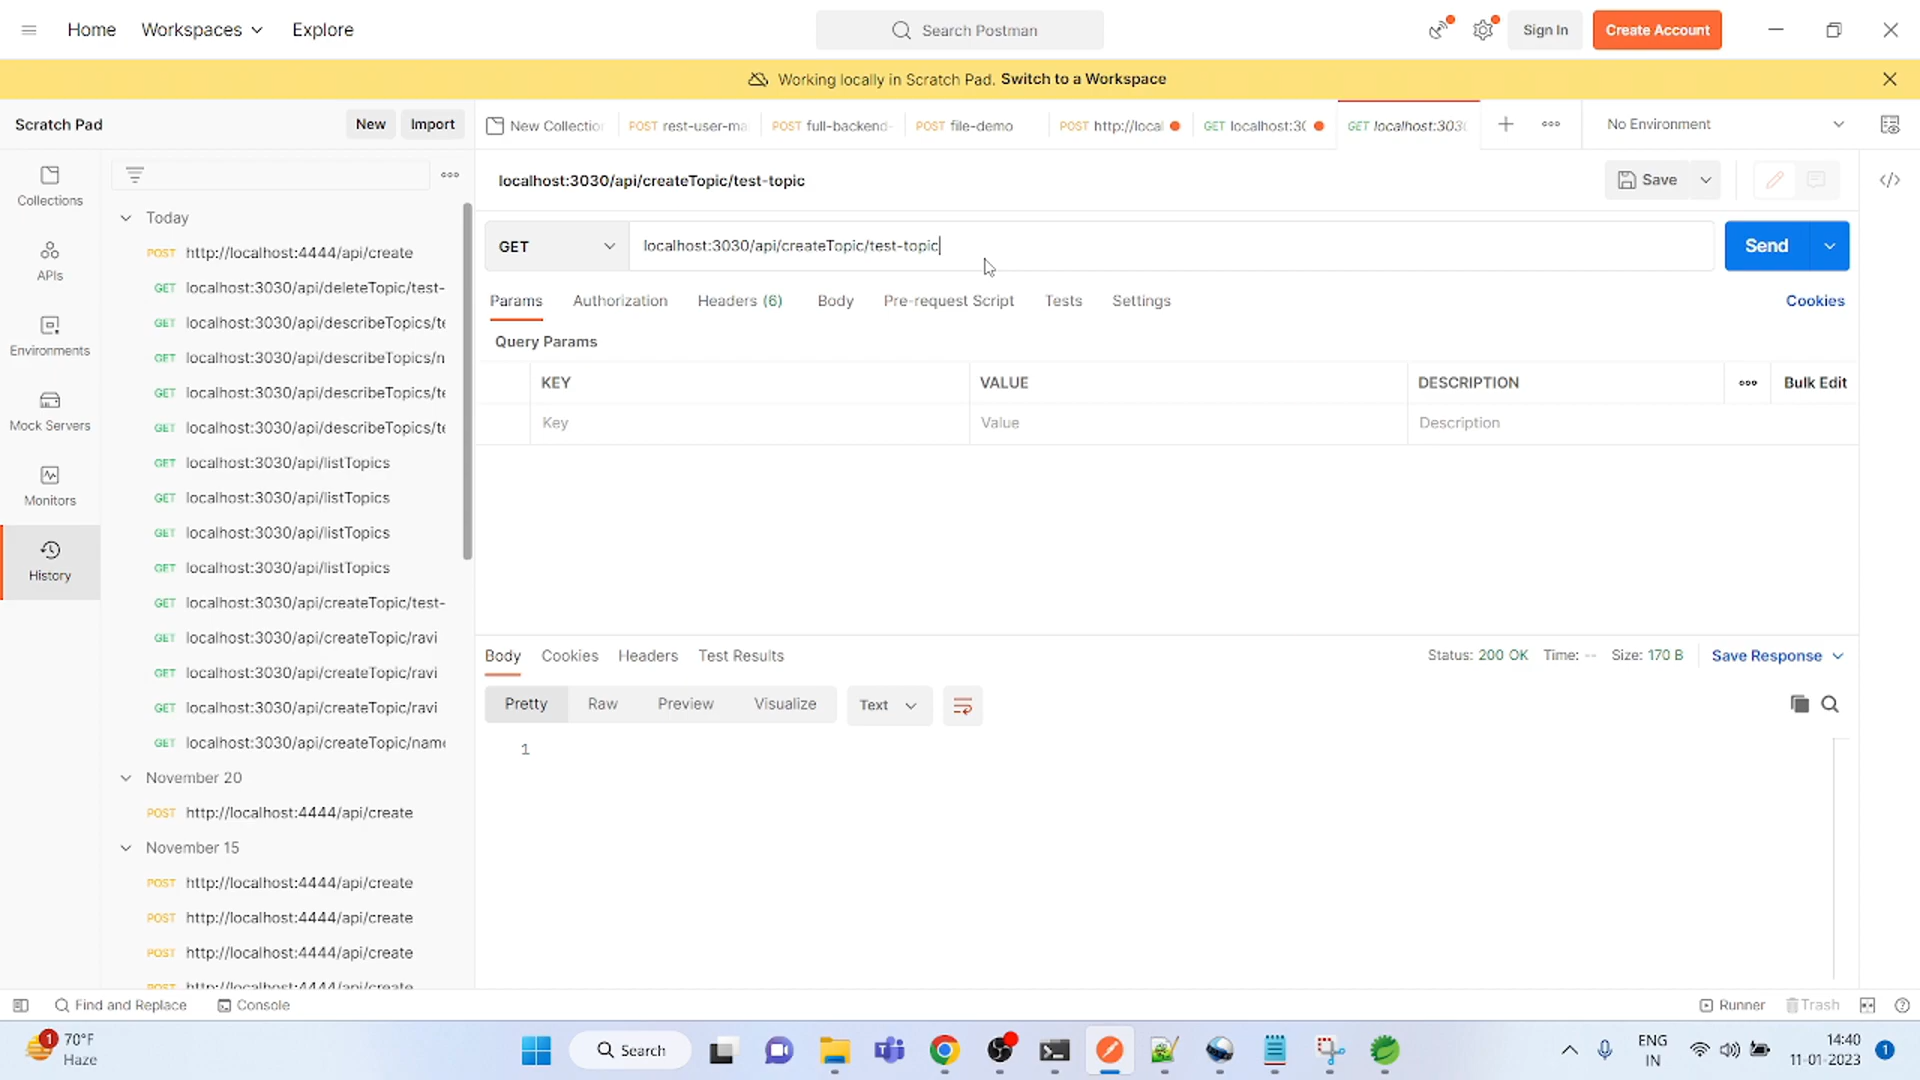 Home Workspaces Explore Search Postman Sign In Create Account
Working locally in Scratch Pad. Switch to a Workspace
Scratch Pad New Import
New Collectio
POST rest-user-ma
POST full-backend-
POST file-demo
POST http://local
GET localhost:30
GET localhost:303
No Environment
Collections
APIs
Environments
Mock Servers
Monitors
History
Today
POST http://localhost:4444/api/create
GET localhost:3030/api/deleteTopic/test-
GET localhost:3030/api/describeTopics/te
GET localhost:3030/api/describeTopics/n
GET localhost:3030/api/describeTopics/te
GET localhost:3030/api/describeTopics/te
GET localhost:3030/api/listTopics
GET localhost:3030/api/listTopics
GET localhost:3030/api/listTopics
GET localhost:3030/api/listTopics
GET localhost:3030/api/createTopic/test-
GET localhost:3030/api/createTopic/ravi
GET localhost:3030/api/createTopic/ravi
GET localhost:3030/api/createTopic/ravi
GET localhost:3030/api/createTopic/name
November 20
POST http://localhost:4444/api/create
November 15
POST http://localhost:4444/api/create
POST http://localhost:4444/api/create
POST http://localhost:4444/api/create
POST http://localhost:4444/api/create
localhost:3030/api/createTopic/test-topic
Save
GET localhost:3030/api/createTopic/test-topic Send
Params Authorization Headers (6) Body Pre-request Script Tests Settings Cookies
Query Params
KEY VALUE DESCRIPTION Bulk Edit
Key Value Description
Body Cookies Headers Test Results Status: 200 OK Time: -- Size: 170 B Save Response
Pretty Raw Preview Visualize Text
1
Find and Replace Console Runner Trash
1 70°F
Haze
Search
ENG
IN
14:40
11-01-2023
1